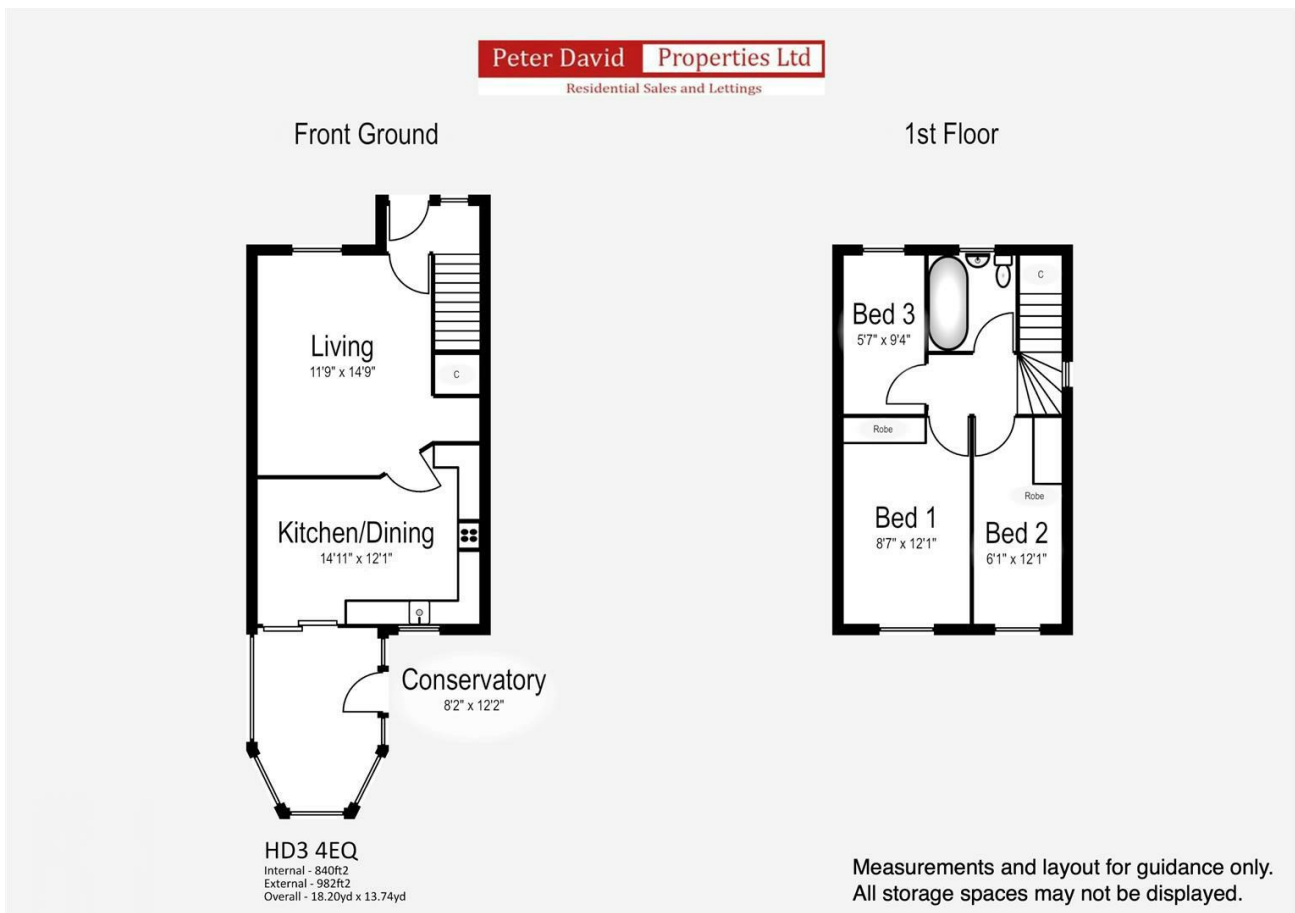 Peter David Properties Ltd
Residential Sales and Lettings
Front Ground
1st Floor
Living
11'9" x 14'9"
C
Kitchen/Dining
14'11" x 12'1"
Conservatory
8'2" x 12'2"
C
Bed 3
5'7" x 9'4"
Robe
Robe
Bed 1
8'7" x 12'1"
Bed 2
6'1" x 12'1"
HD3 4EQ
Internal - 840ft2
External - 982ft2
Overall - 18.20yd x 13.74yd
Measurements and layout for guidance only.
All storage spaces may not be displayed.